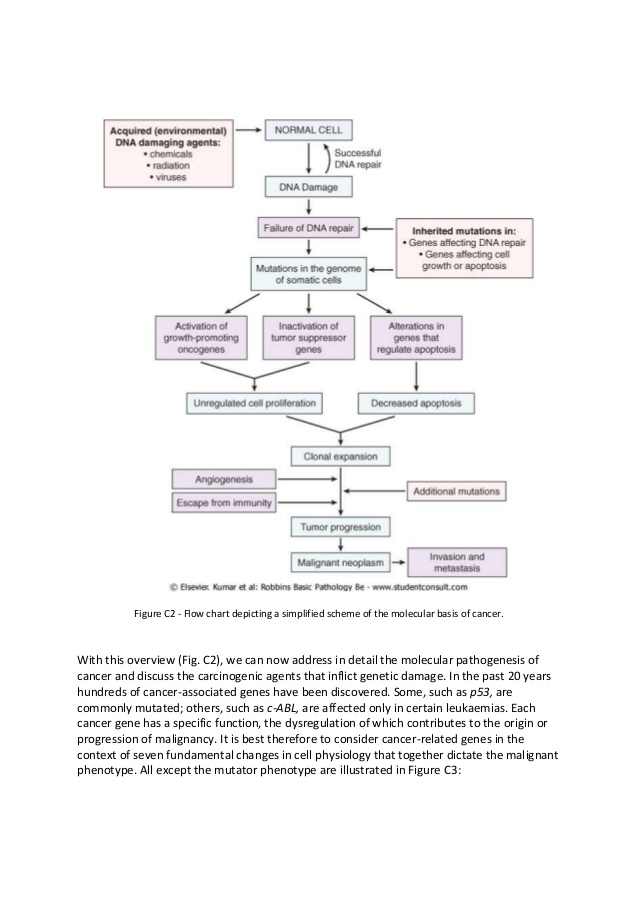 Acquired (environmental)
DNA damaging agents:
• chemicals
• radiation
• viruses
NORMAL CELL
Successful
DNA repair
DNA Damage
Failure of DNA repair
Inherited mutations in:
• Genes affecting DNA repair
• Genes affecting cell
growth or apoptosis
Mutations in the genome
of somatic cells
Activation of
growth-promoting
oncogenes
Inactivation of
tumor suppressor
genes
Alterations in
genes that
regulate apoptosis
Unregulated cell proliferation
Decreased apoptosis
Clonal expansion
Angiogenesis
Additional mutations
Escape from immunity
Tumor progression
Malignant neoplasm
Invasion and
metastasis
© Elsevier. Kumar et al: Robbins Basic Pathology 8e - www.studentconsult.com
Figure C2 - Flow chart depicting a simplified scheme of the molecular basis of cancer.
With this overview (Fig. C2), we can now address in detail the molecular pathogenesis of
cancer and discuss the carcinogenic agents that inflict genetic damage. In the past 20 years
hundreds of cancer-associated genes have been discovered. Some, such as p53, are
commonly mutated; others, such as c-ABL, are affected only in certain leukaemias. Each
cancer gene has a specific function, the dysregulation of which contributes to the origin or
progression of malignancy. It is best therefore to consider cancer-related genes in the
context of seven fundamental changes in cell physiology that together dictate the malignant
phenotype. All except the mutator phenotype are illustrated in Figure C3: